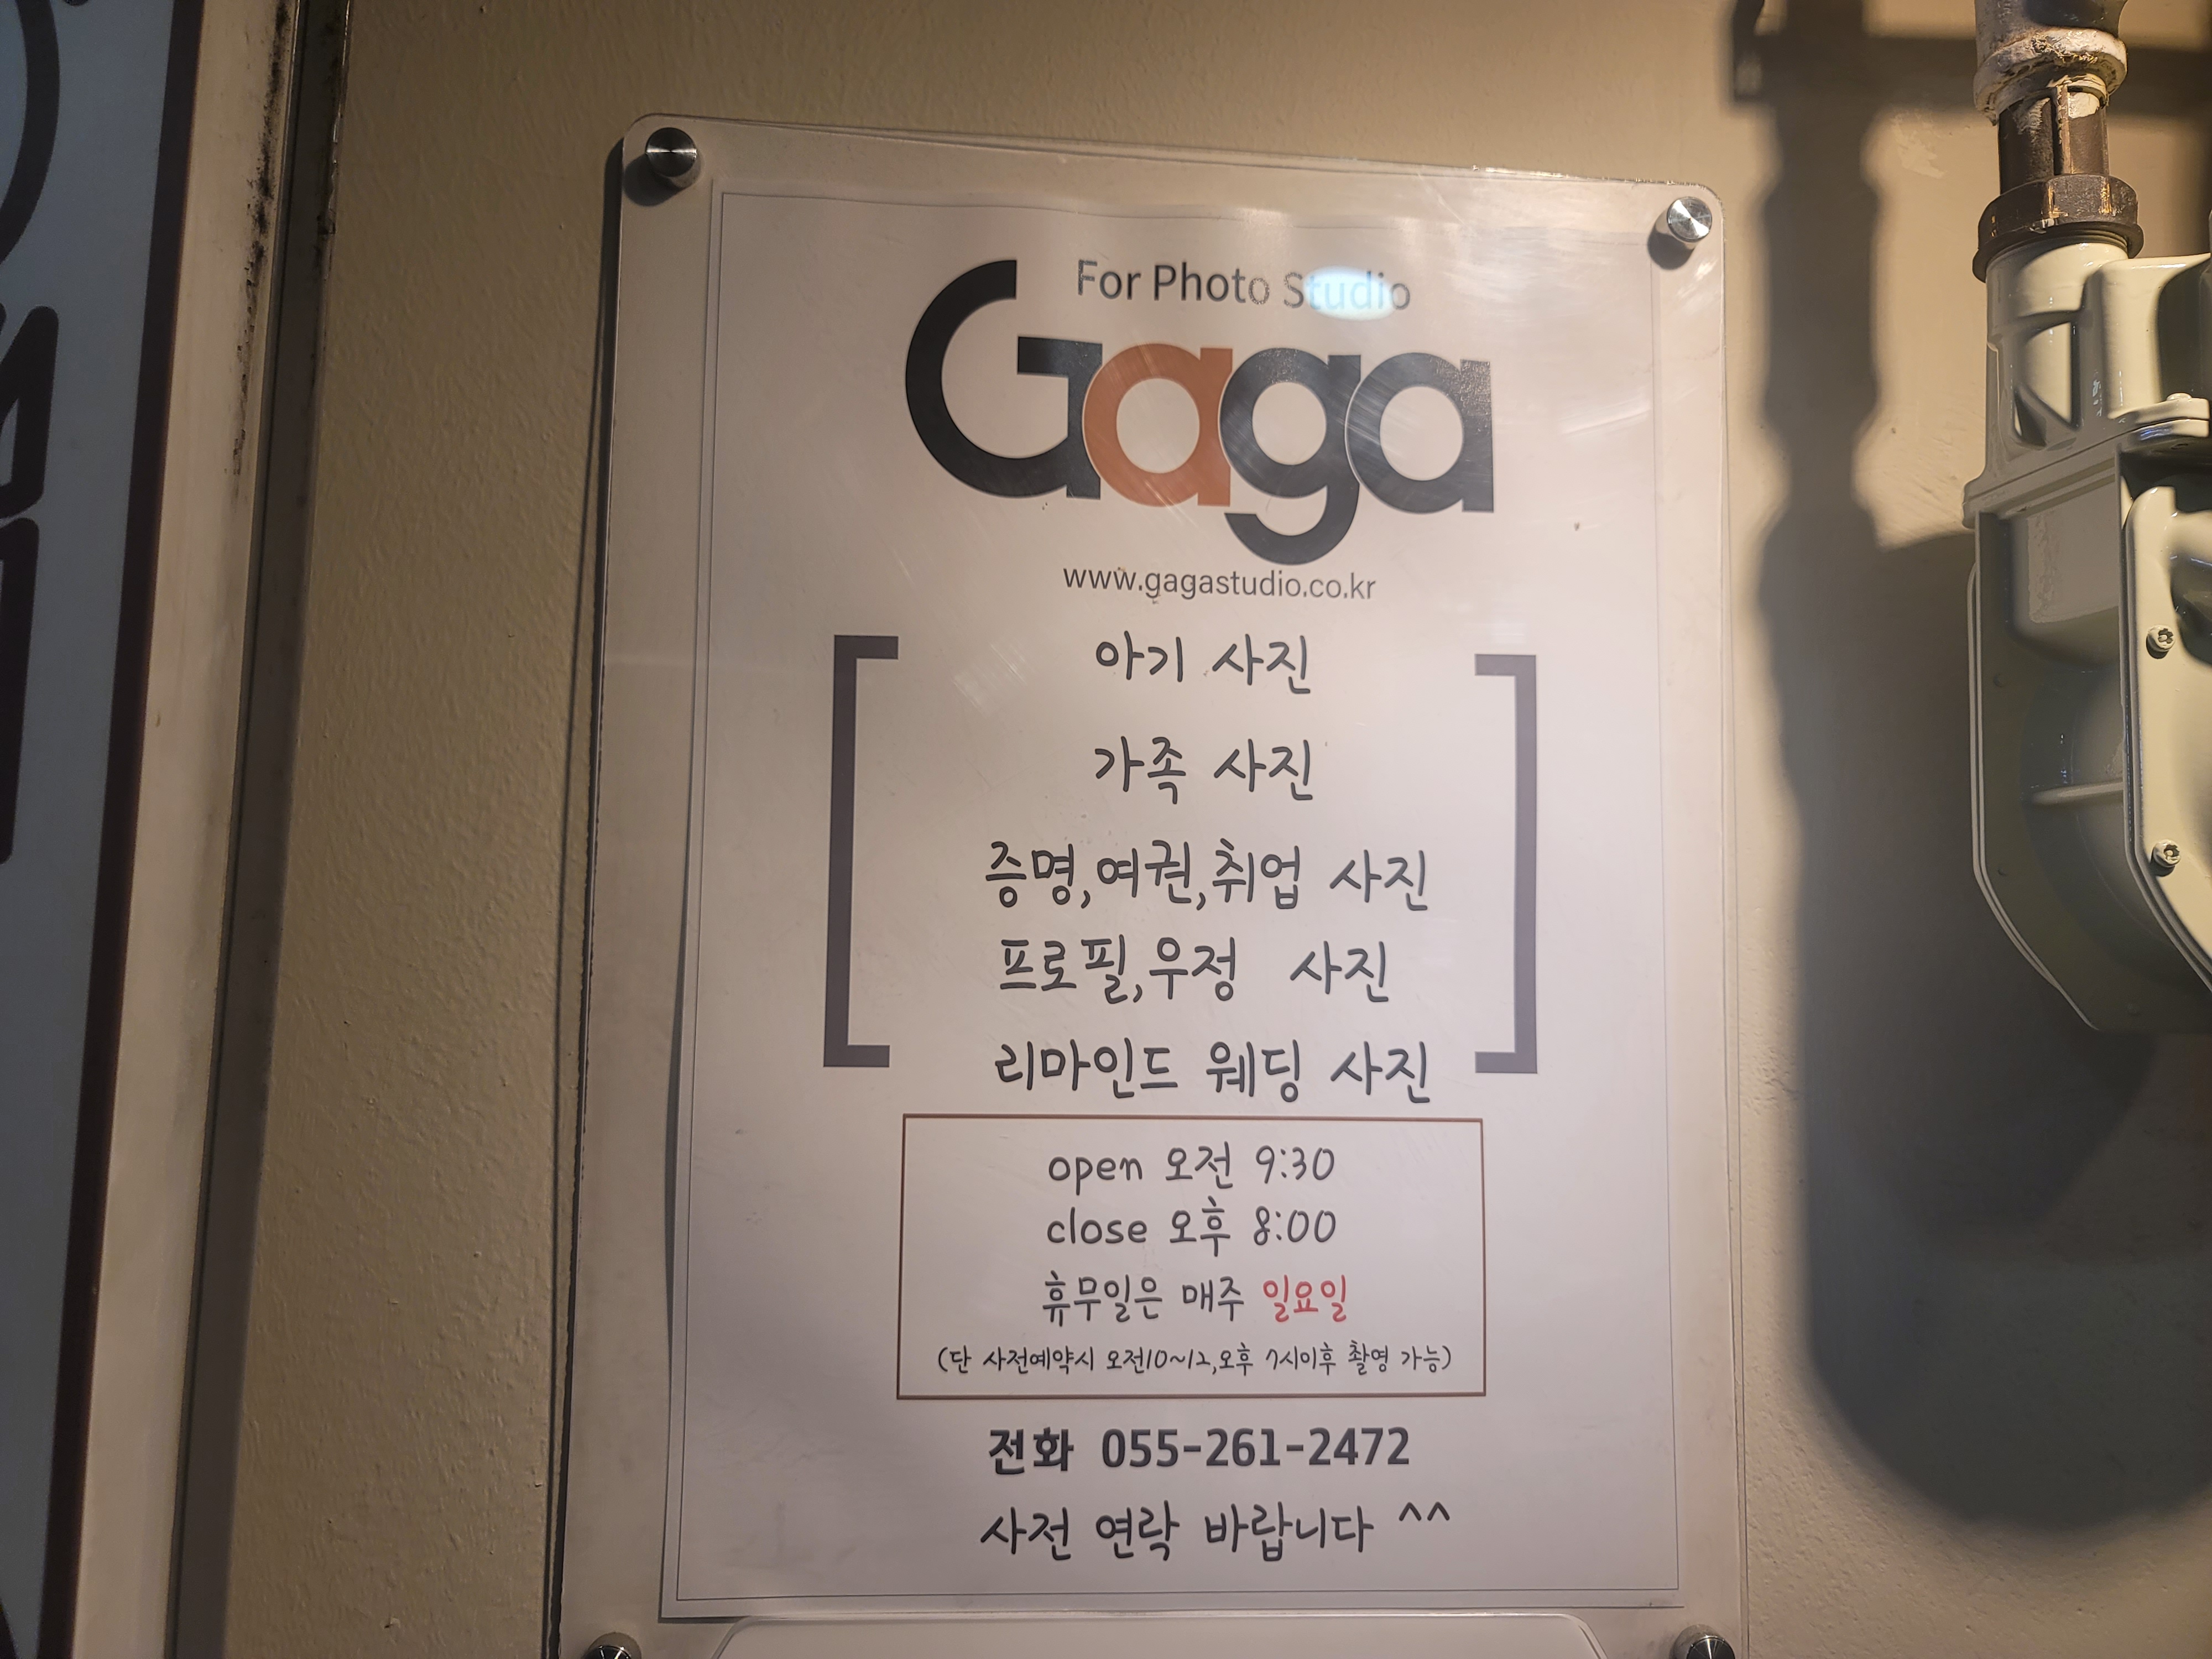 For Photo Studio
Gaga
www.gagastudio.co.kr
아기 사진
가족 사진
증명,여권,취업 사진
프로필,우정 사진
리마인드 웨딩 사진
open 오전 9:30
close 오후 8:00
휴무일은 매주 일요일
(단 사전예약시 오전10~12,오후 7시이후 촬영 가능)
전화 055-261-2472
사전 연락 바랍니다 ^^